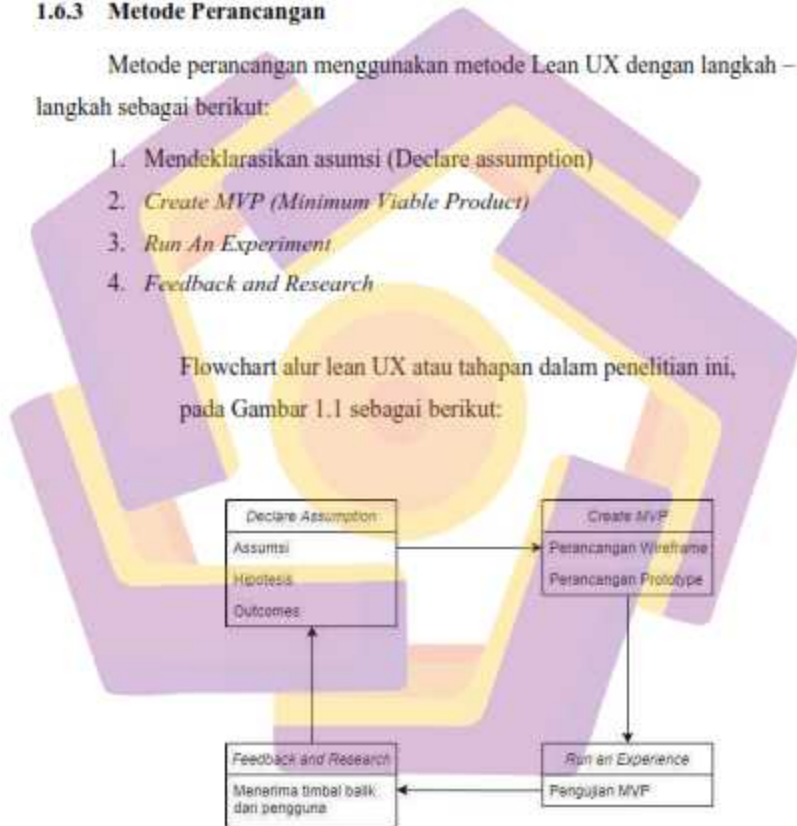 1.6.3 Metode Perancangan
Metode perancangan menggunakan metode Lean UX dengan langkah –
langkah sebagai berikut:
1. Mendeklarasikan asumsi (Declare assumption)
2. Create MVP (Minimum Viable Product)
3. Run An Experiment
4. Feedback and Research
Flowchart alur lean UX atau tahapan dalam penelitian ini,
pada Gambar 1.1 sebagai berikut:
Declare Assumption
Assumsi
Hipotesis
Outcomes
Create MVP
Perancangan Wireframe
Perancangan Prototype
Feedback and Research
Menerima timbal balik
dari pengguna
Run an Experience
Pengujian MVP